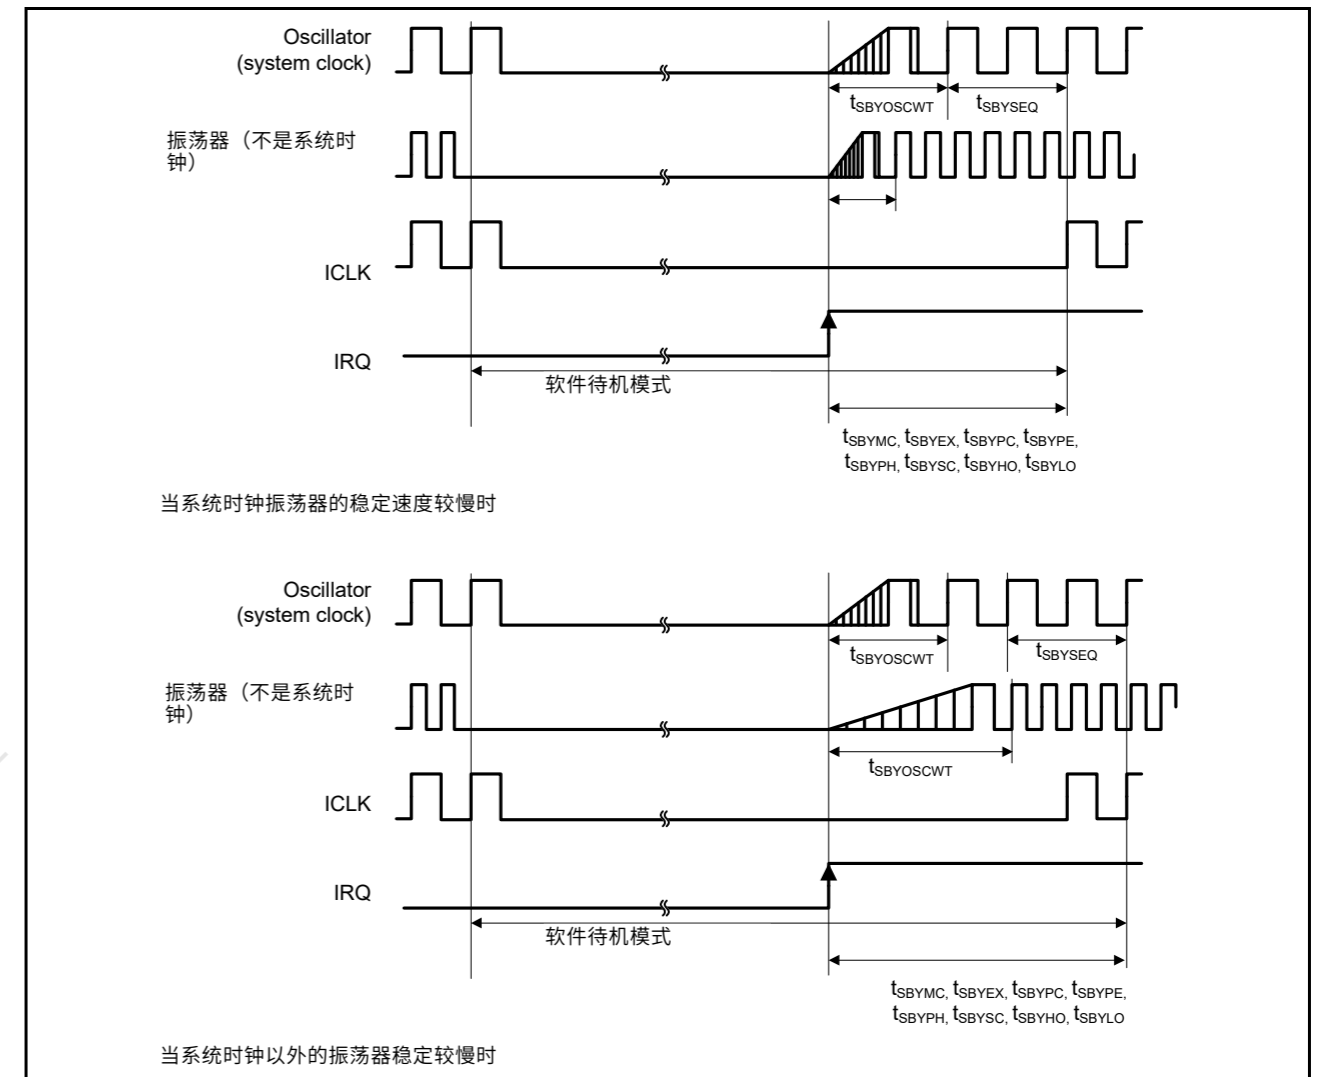 Oscillator
(system clock)
tSBYOSCWT tSBYSEQ
振荡器（不是系统时
钟）
ICLK
IRQ
软件待机模式
tSBYMC, tSBYEX, tSBYPC, tSBYPE,
tSBYPH, tSBYSC, tSBYHO, tSBYLO
当系统时钟振荡器的稳定速度较慢时
Oscillator
(system clock)
tSBYOSCWT tSBYSEQ
振荡器（不是系统时
钟）
tSBYOSCWT
ICLK
IRQ
软件待机模式
tSBYMC, tSBYEX, tSBYPC, tSBYPE,
tSBYPH, tSBYSC, tSBYHO, tSBYLO
当系统时钟以外的振荡器稳定较慢时